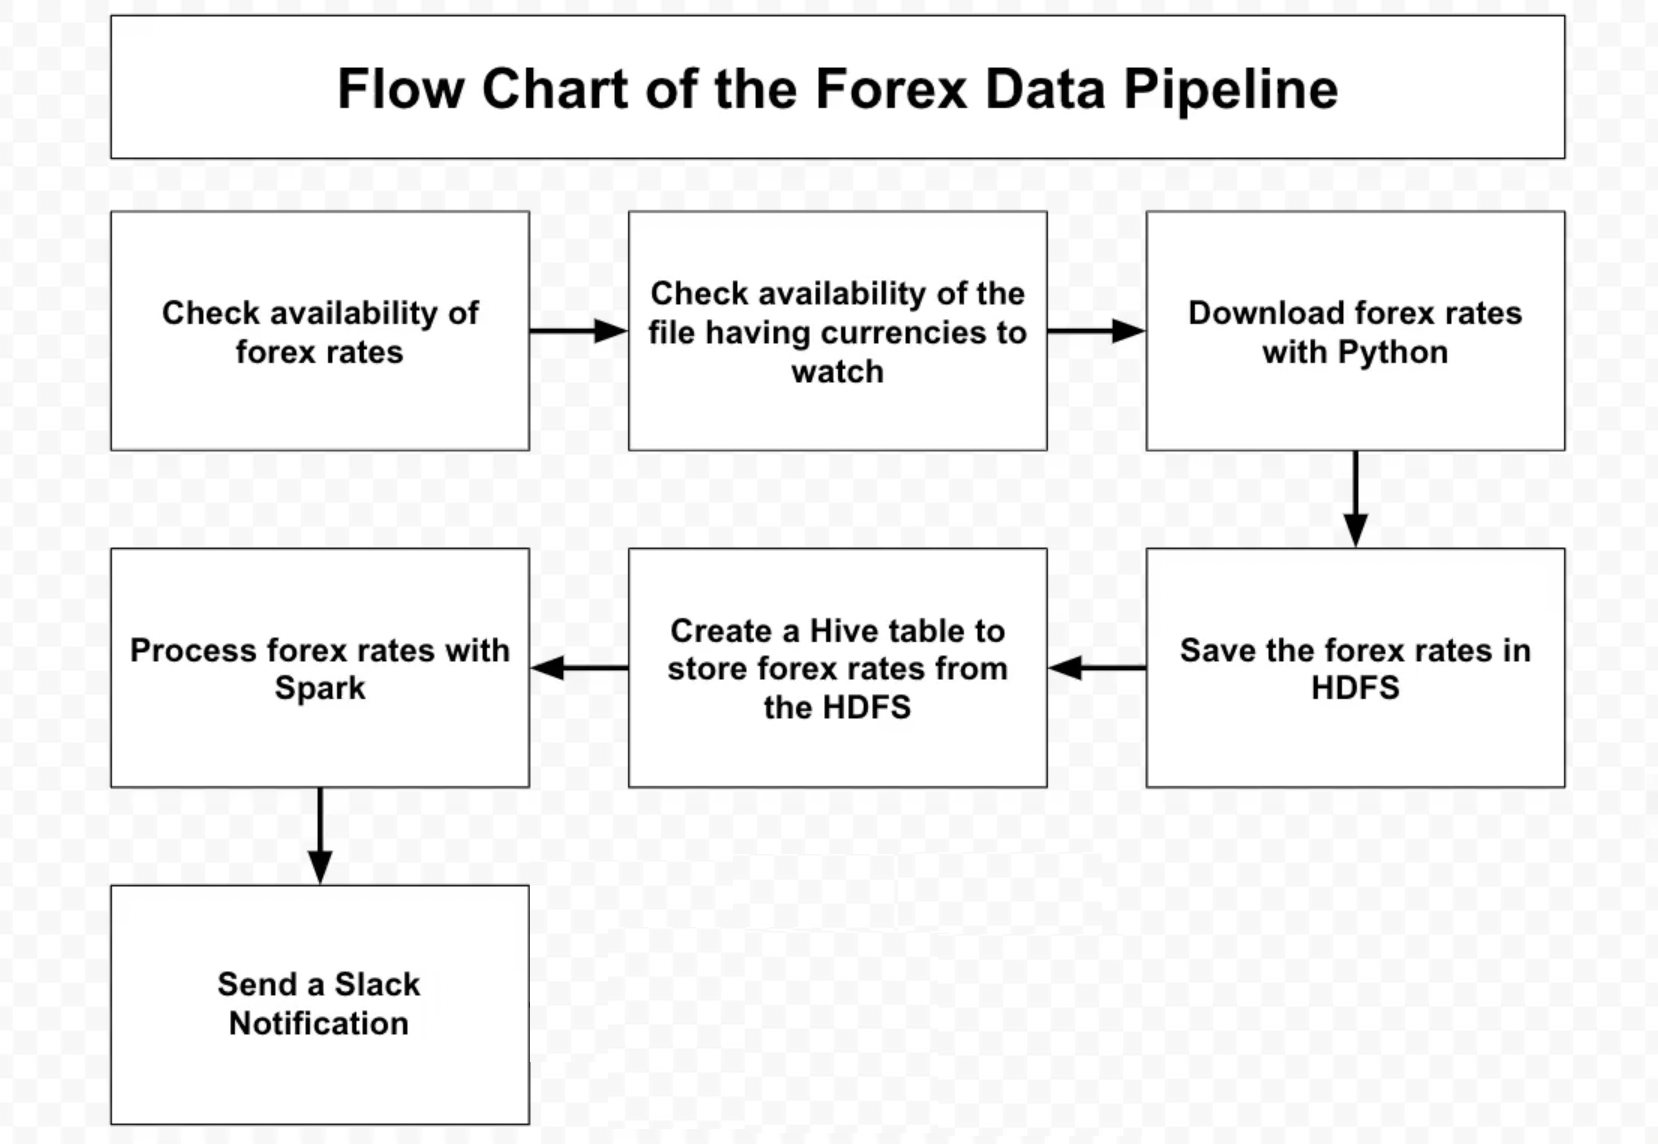 Flow Chart of the Forex Data Pipeline
Check availability of
forex rates
Check availability of the
file having currencies to
watch
Download forex rates
with Python
Process forex rates with
Spark
Create a Hive table to
store forex rates from
the HDFS
Save the forex rates in
HDFS
Send a Slack
Notification